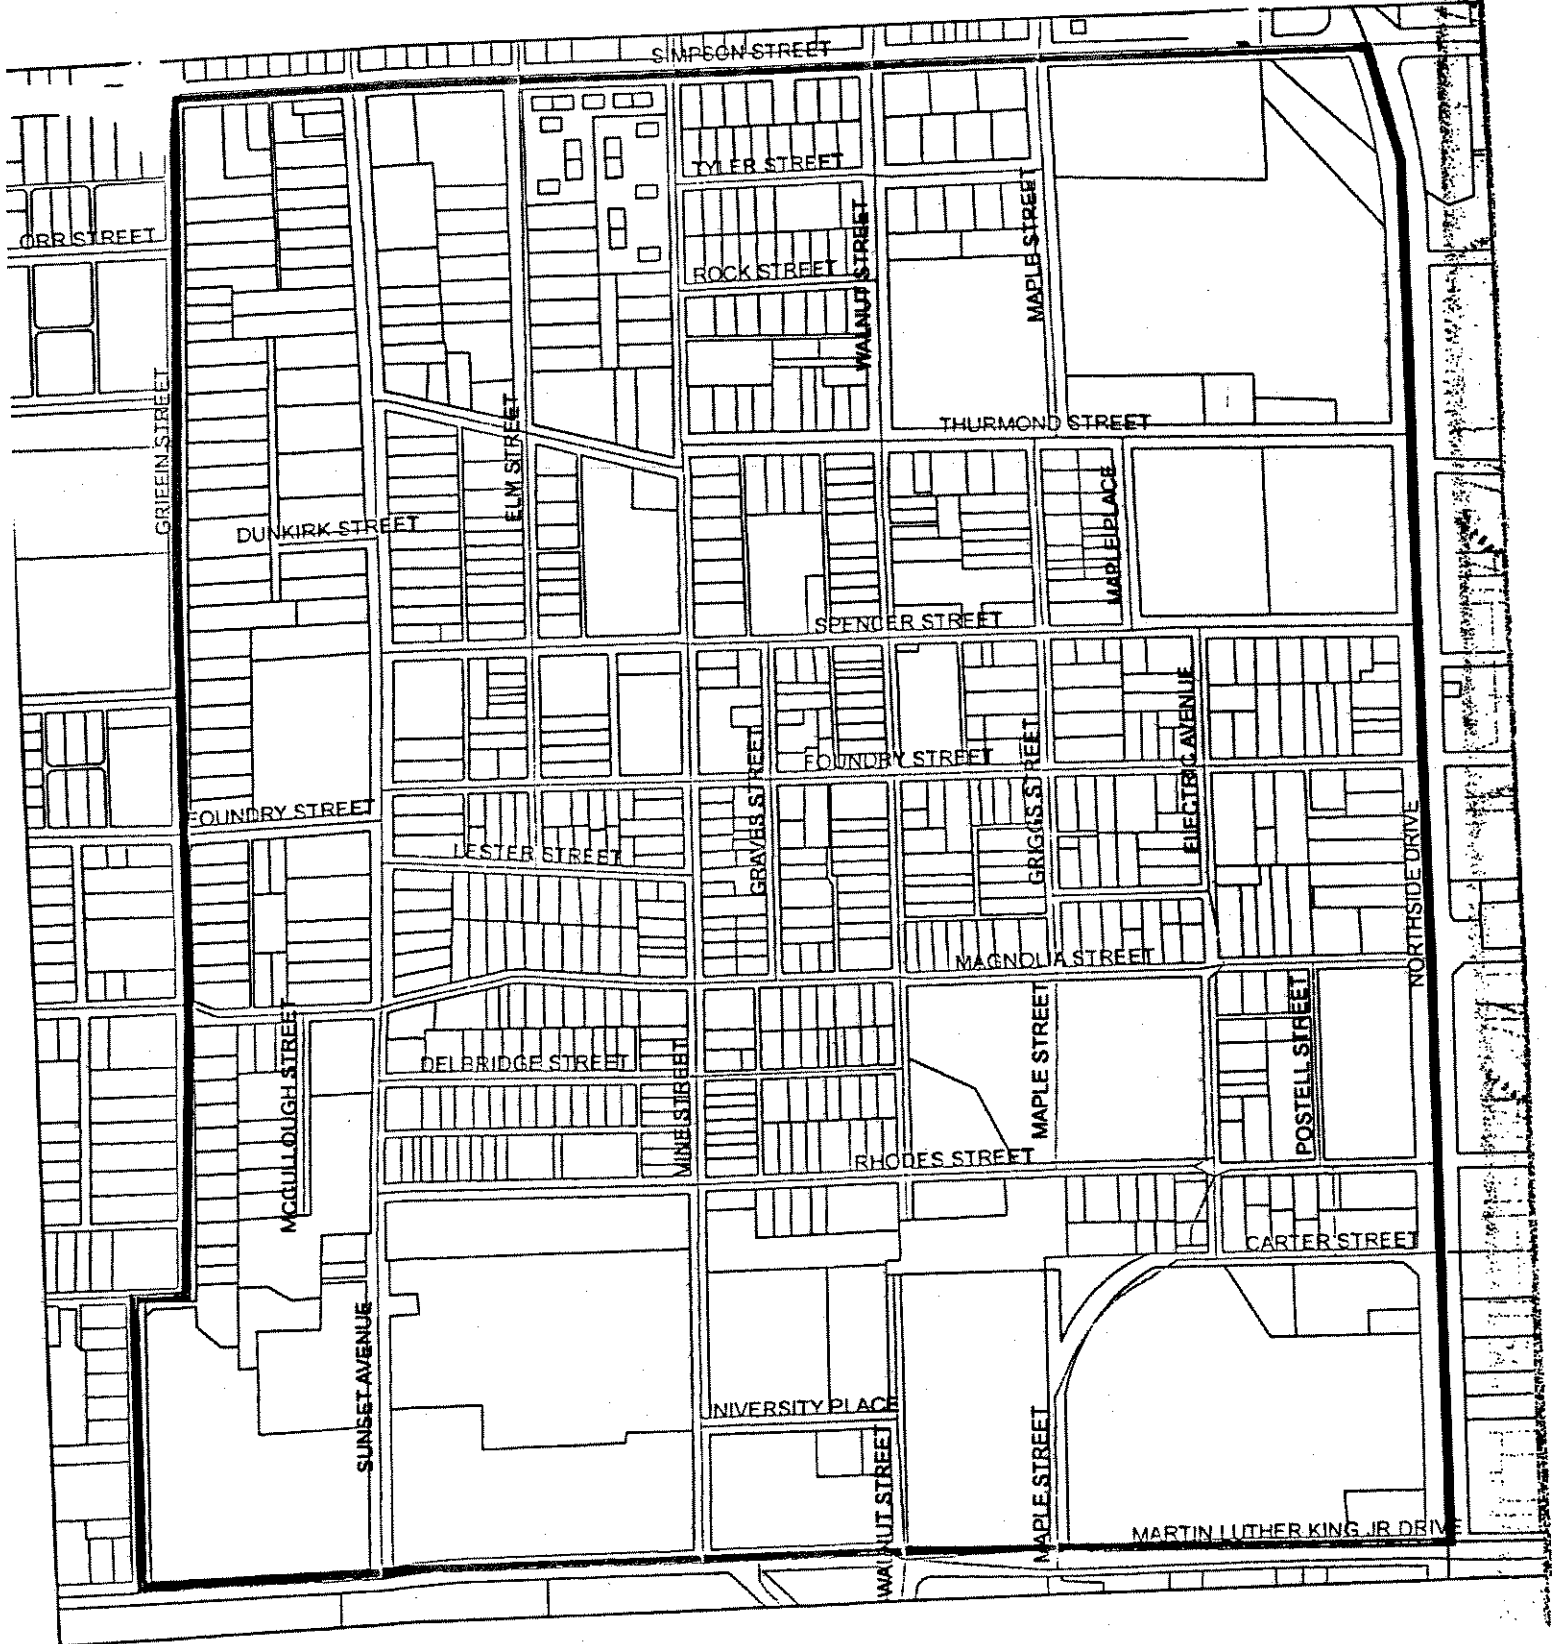 SIMPSON STREET
TYLER STREET
ORR STREET
WALNUT STREET
MAPLE STREET
ROCK STREET
GRIFFIN STREET
ELM STREET
THURMOND STREET
MAPLE PLACE
DUNKIRK STREET
SPENCER STREET
GRAVES STREET
FOUNDRY STREET
GRIGGS STREET
ELECTRIC AVENUE
NORTHSIDE DRIVE
FOUNDRY STREET
LESTER STREET
MAGNOLIA STREET
MCCULLOUGH STREET
DELBRIDGE STREET
VINE STREET
MAPLE STREET
POSTELL STREET
RHODES STREET
CARTER STREET
SUNSET AVENUE
UNIVERSITY PLACE
WALNUT STREET
MAPLE STREET
MARTIN LUTHER KING JR DRIVE